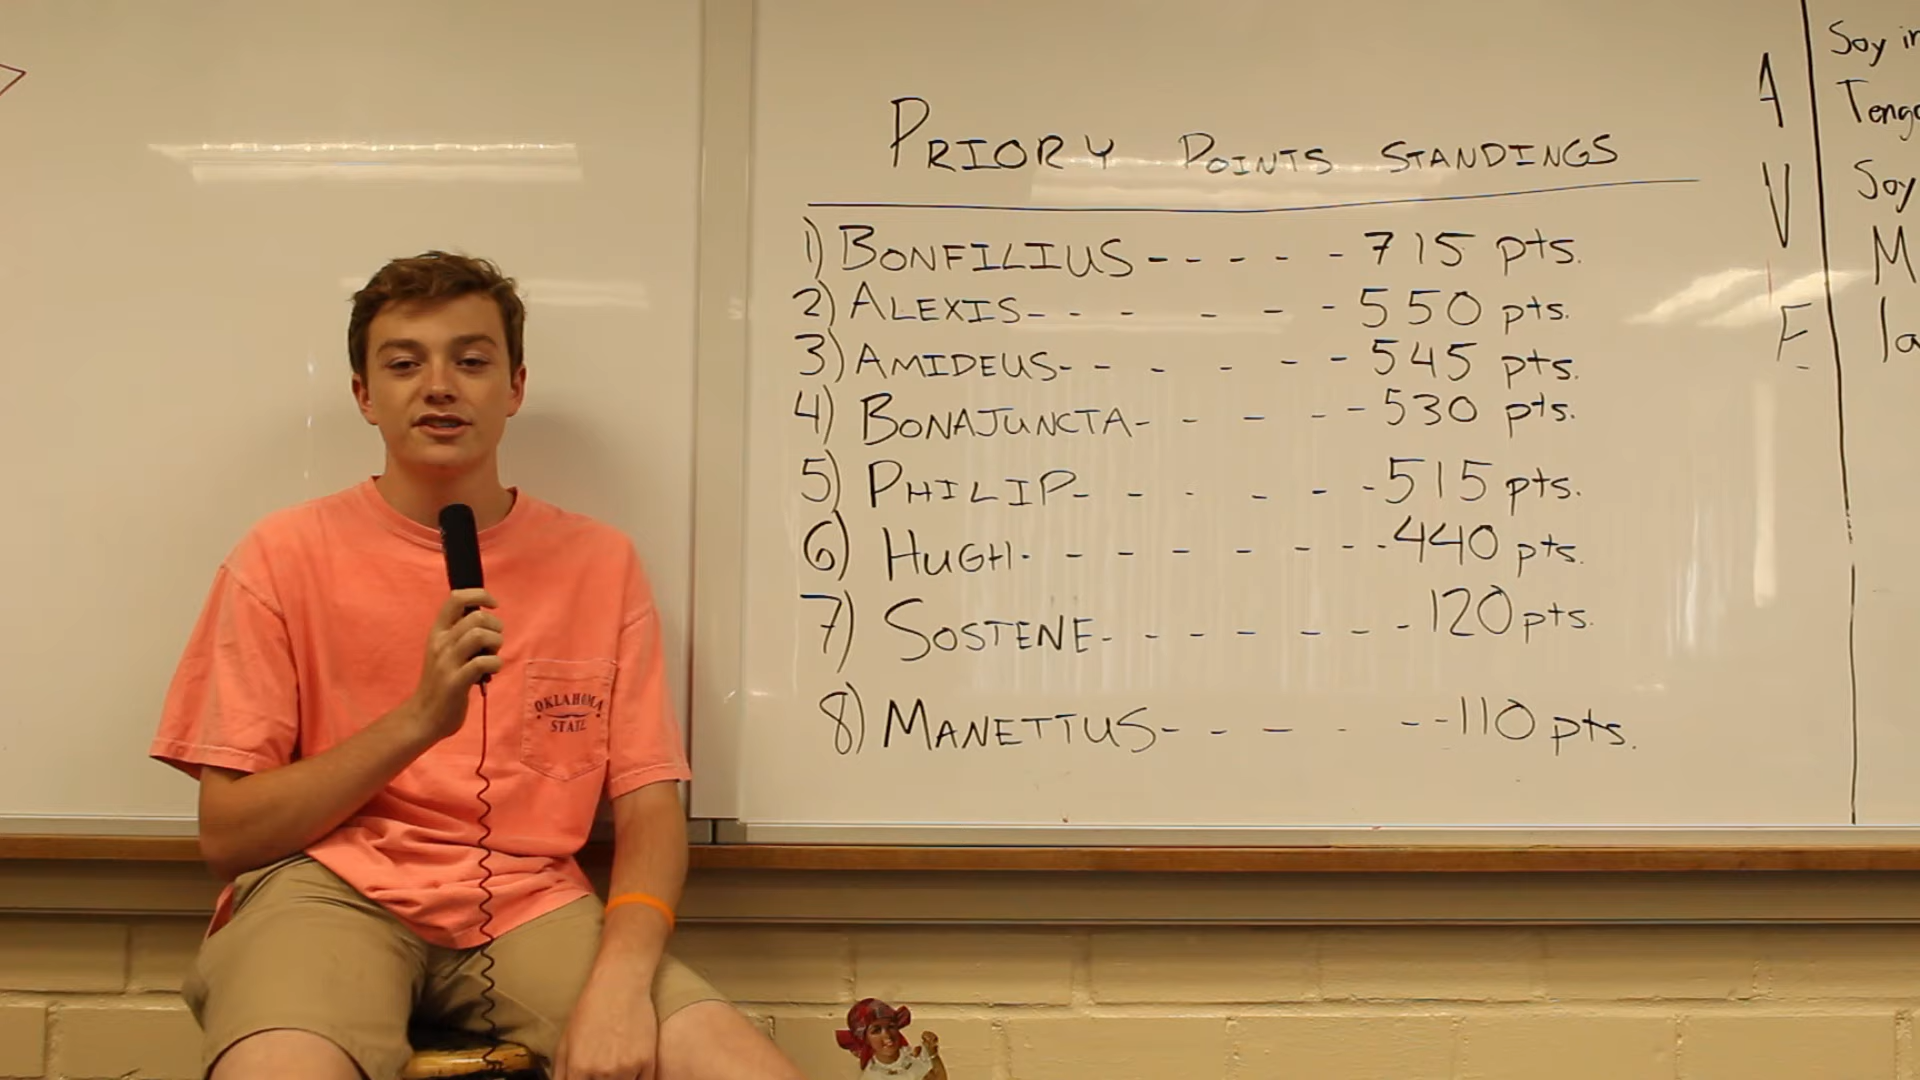 PRIORY POINTS STANDINGS
1) BONFILIUS - - - - - 715 pts.
2) ALEXIS - - - - - - 550 pts.
3) AMIDEUS - - - - - - 545 pts.
4) BONAJUNCTA - - - - - 530 pts.
5) PHILIP - - - - - - 515 pts.
6) HUGH - - - - - - - - 440 pts.
7) SOSTENE - - - - - - - 120 pts.
8) MANETTUS - - - - - - - 110 pts.
OKLAHOMA
STATE
A
V
F
Soy
Soy
M
la